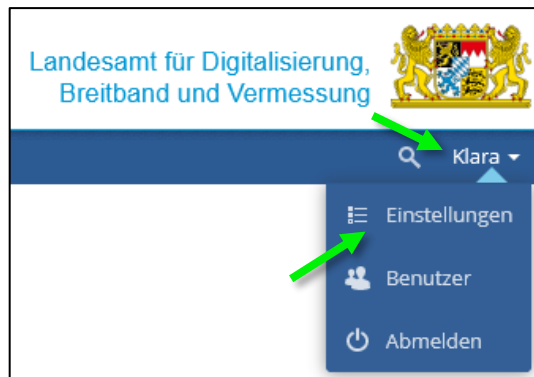 Landesamt für Digitalisierung,
Breitband und Vermessung
Klara
Einstellungen
Benutzer
Abmelden